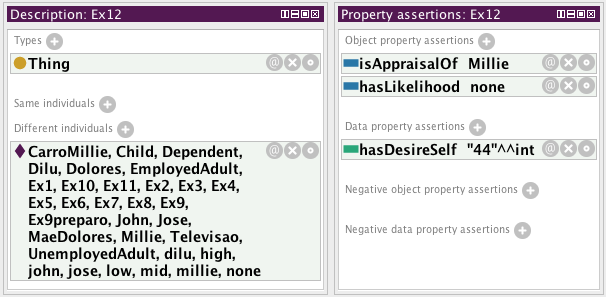 Description: Ex12
Types
Thing
Same individuals
Different individuals
CarroMillie, Child, Dependent,
Dilu, Dolores, EmployedAdult,
Ex1, Ex10, Ex11, Ex2, Ex3, Ex4,
Ex5, Ex6, Ex7, Ex8, Ex9,
Ex9preparo, John, Jose,
MaeDolores, Millie, Televisao,
UnemployedAdult, dilu, high,
john, jose, low, mid, millie, none
Property assertions: Ex12
Object property assertions
isAppraisalOf Millie
hasLikelihood none
Data property assertions
hasDesireSelf "44"^^int
Negative object property assertions
Negative data property assertions